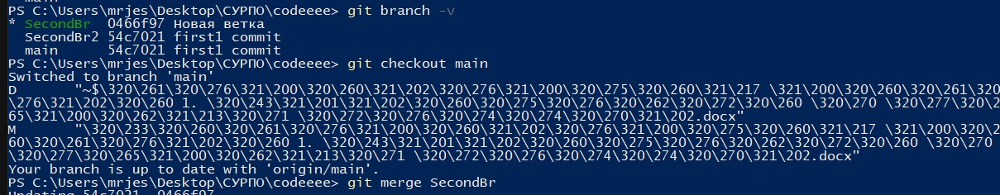 main
PS C:\Users\mrjes\Desktop\СУРПО\codeeee> git branch -v
* SecondBr  0466f97 Новая ветка
  SecondBr2 54c7021 first1 commit
  main      54c7021 first1 commit
PS C:\Users\mrjes\Desktop\СУРПО\codeeee> git checkout main
Switched to branch 'main'
D       "~$\320\261\320\276\321\200\320\260\321\202\320\276\321\200\320\275\320\260\321\217 \321\200\320\260\320\261\320
\276\321\202\320\260 1. \320\243\321\201\321\202\320\260\320\275\320\276\320\262\320\272\320\260 \320\270 \320\277\320\2
65\321\200\320\262\321\213\320\271 \320\272\320\276\320\274\320\274\320\270\321\202.docx"
M       "\320\233\320\260\320\261\320\276\321\200\320\260\321\202\320\276\321\200\320\275\320\260\321\217 \321\200\320\2
60\320\261\320\276\321\202\320\260 1. \320\243\321\201\321\202\320\260\320\275\320\276\320\262\320\272\320\260 \320\270
\320\277\320\265\321\200\320\262\321\213\320\271 \320\272\320\276\320\274\320\274\320\270\321\202.docx"
Your branch is up to date with 'origin/main'.
PS C:\Users\mrjes\Desktop\СУРПО\codeeee> git merge SecondBr
Updating 54c7021..0466f97